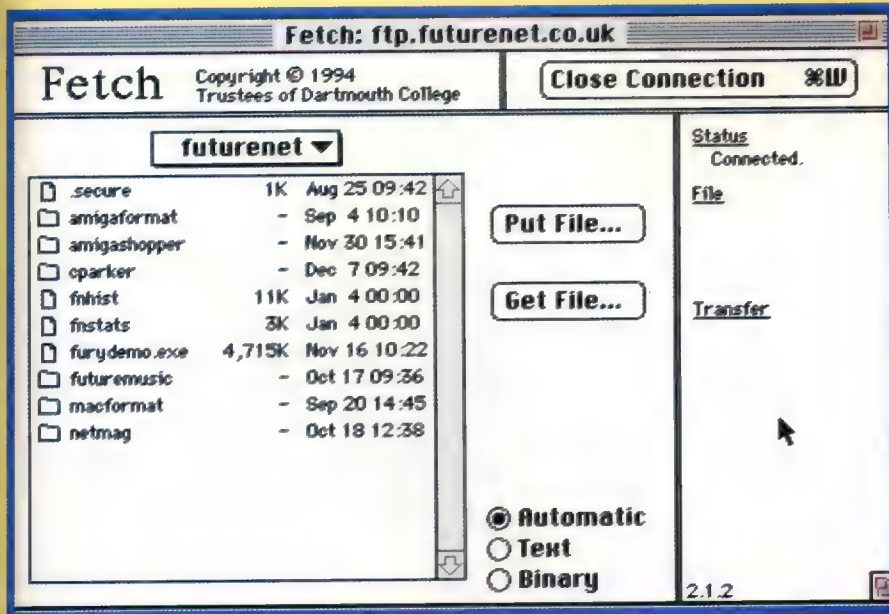 Fetch: ftp.futurenet.co.uk
Fetch
Copyright © 1994
Trustees of Dartmouth College
Close Connection ⌘W
futurenet
.secure 1K Aug 25 09:42
amigaformat - Sep 4 10:10
amigashopper - Nov 30 15:41
cparker - Dec 7 09:42
fnhist 11K Jan 4 00:00
fnstats 3K Jan 4 00:00
furydemo.exe 4,715K Nov 16 10:22
futuremusic - Oct 17 09:36
macformat - Sep 20 14:45
netmag - Oct 18 12:38
Put File...
Get File...
Automatic
Text
Binary
Status
Connected.
File
Transfer
2.1.2